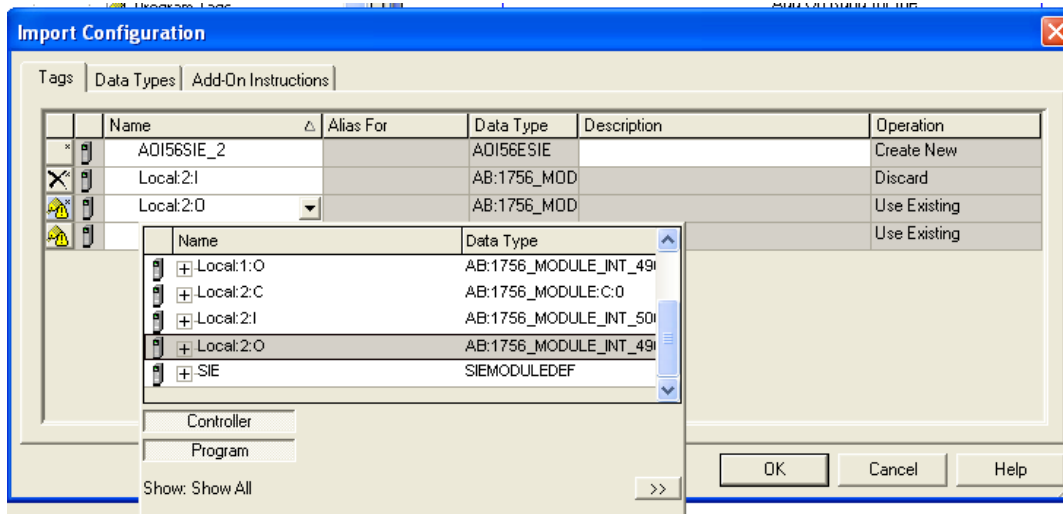 Program Tags
Import Configuration
Tags Data Types Add-On Instructions
Name Alias For Data Type Description Operation
AOI56SIE_2 AOI56ESIE Create New
Local:2:I AB:1756_MOD Discard
Local:2:O AB:1756_MOD Use Existing
Use Existing
Name Data Type
Local:1:O AB:1756_MODULE_INT_49
Local:2:C AB:1756_MODULE:C:0
Local:2:I AB:1756_MODULE_INT_50
Local:2:O AB:1756_MODULE_INT_49
SIE SIEMODULEDEF
Controller
Program
Show: Show All >>
OK Cancel Help